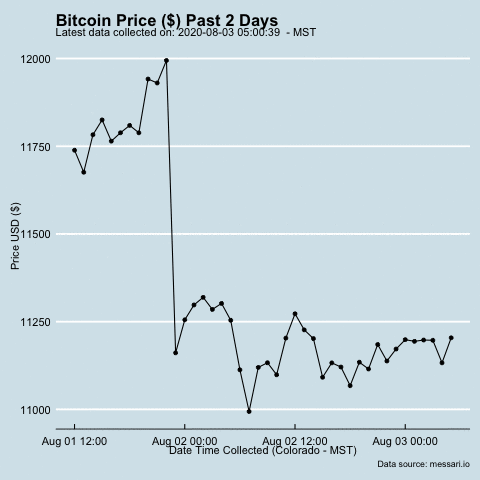 Bitcoin Price ($) Past 2 Days
Latest data collected on: 2020-08-03 05:00:39  - MST
12000
11750
11500
11250
11000
Price USD ($)
Aug 01 12:00 Aug 02 00:00 Aug 02 12:00 Aug 03 00:00
Date Time Collected (Colorado - MST)
Data source: messari.io